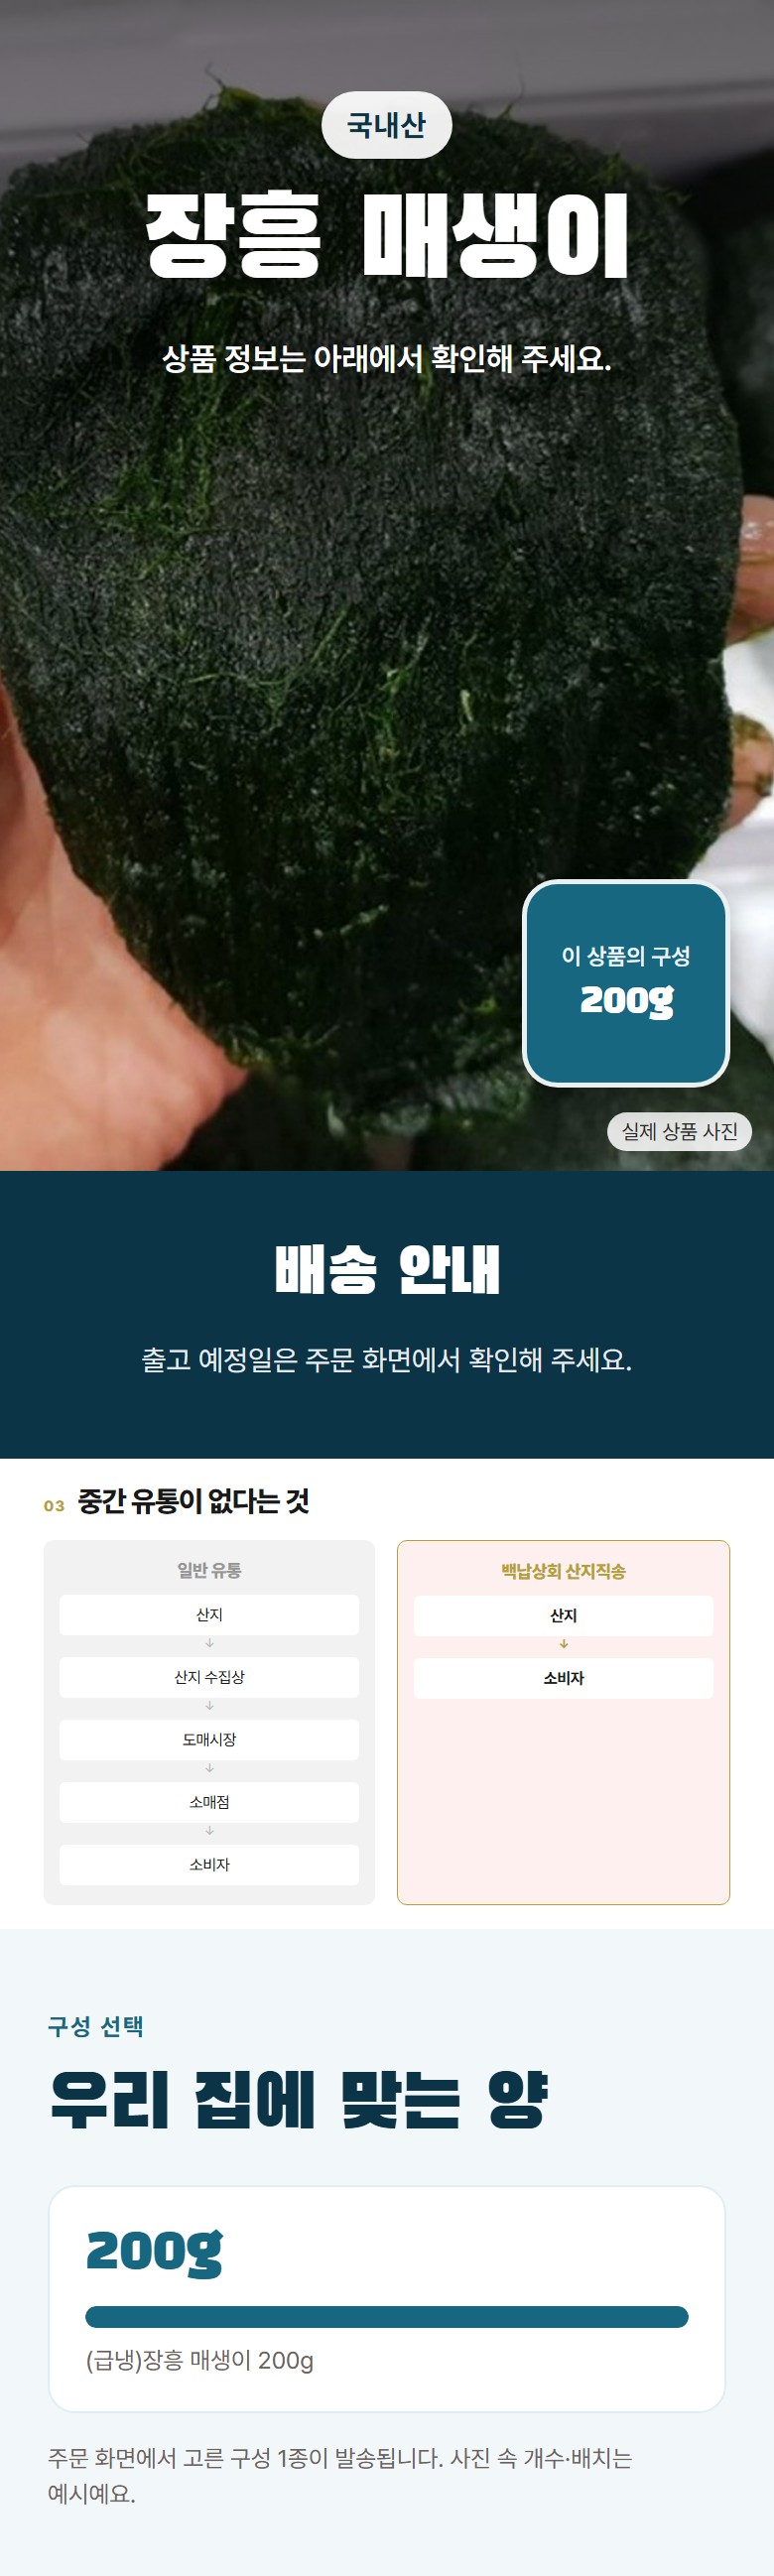 국내산
장흥 매생이
상품 정보는 아래에서 확인해 주세요.
이 상품의 구성
200g
실제 상품 사진
배송 안내
출고 예정일은 주문 화면에서 확인해 주세요.
03 중간 유통이 없다는 것
일반 유통
산지
↓
산지 수집상
↓
도매시장
↓
소매점
↓
소비자
백납상회 산지직송
산지
↓
소비자
구성 선택
우리 집에 맞는 양
200g
(급냉)장흥 매생이 200g
주문 화면에서 고른 구성 1종이 발송됩니다. 사진 속 개수·배치는
예시예요.